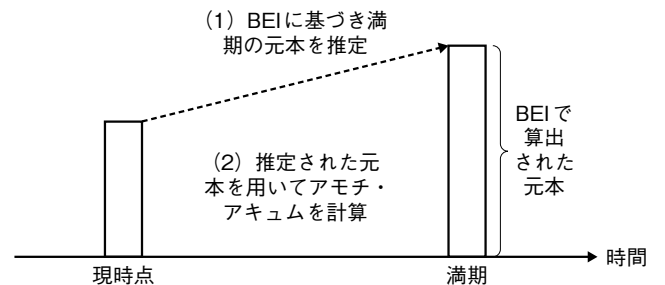 （1）BEIに基づき満
期の元本を推定
BEIで
算出
された
元本
（2）推定された元
本を用いてアモチ・
アキュムを計算
時間
現時点
満期